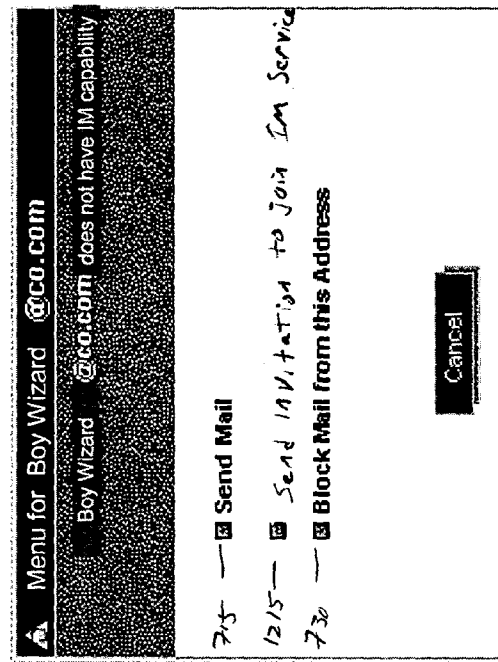 Menu for Boy Wizard @co.com
Boy Wizard @co.com does not have IM capability
715 — Send Mail
1215 — Send Invitation to join IM Service
730 — Block Mail from this Address
Cancel